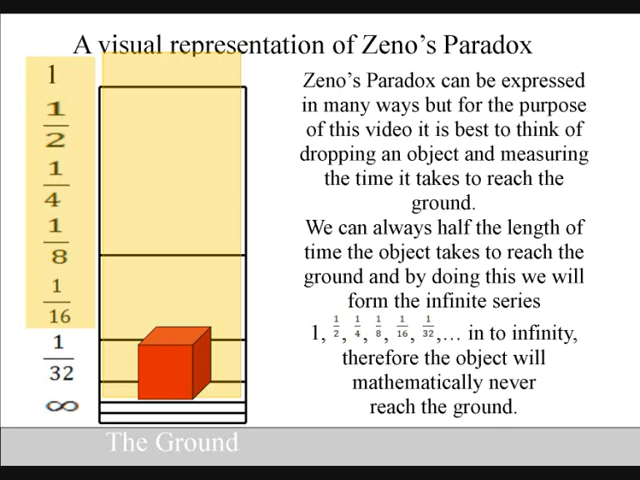 A visual representation of Zeno's Paradox
1
1/2
1/4
1/8
1/16
1/32
∞
Zeno's Paradox can be expressed
in many ways but for the purpose
of this video it is best to think of
dropping an object and measuring
the time it takes to reach the
ground.
We can always half the length of
time the object takes to reach the
ground and by doing this we will
form the infinite series
1, 1/2, 1/4, 1/8, 1/16, 1/32,... in to infinity,
therefore the object will
mathematically never
reach the ground.
The Ground